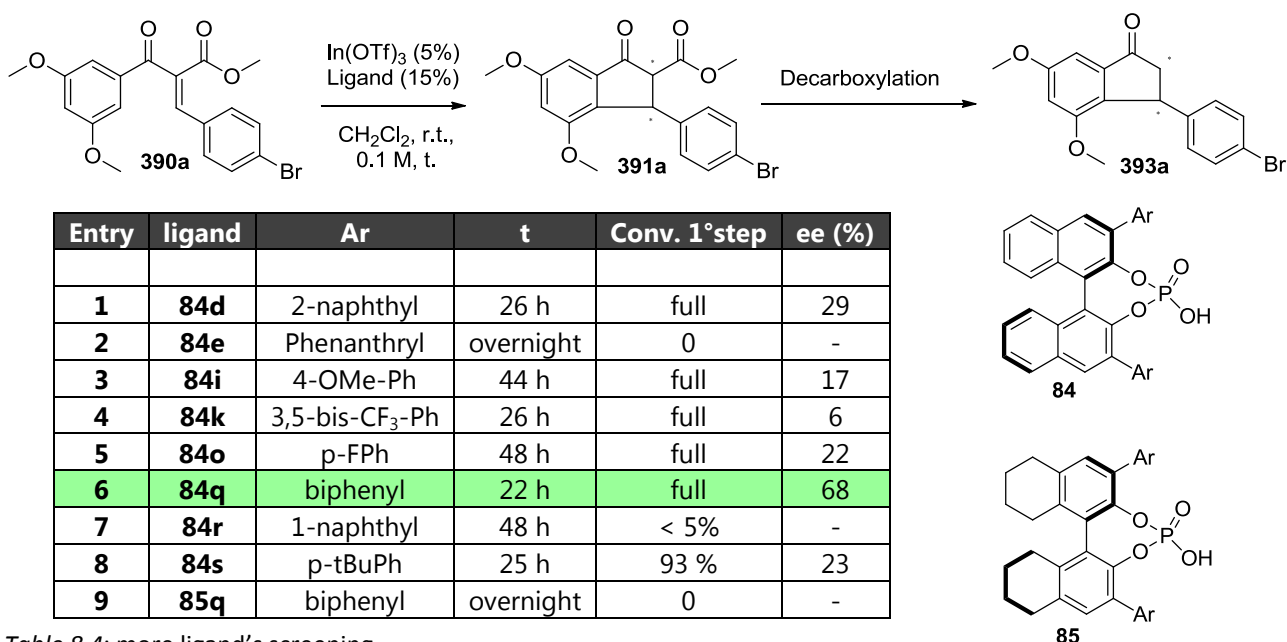 O
O
O
O
O
390a
Br
In(OTf)3 (5%)
Ligand (15%)
CH2Cl2, r.t.,
0.1 M, t.
O
O
O
O
O
391a
Br
Decarboxylation
O
O
O
393a
Br
Entry ligand Ar t Conv. 1°step ee (%)
1 84d 2-naphthyl 26 h full 29
2 84e Phenanthryl overnight 0 -
3 84i 4-OMe-Ph 44 h full 17
4 84k 3,5-bis-CF3-Ph 26 h full 6
5 84o p-FPh 48 h full 22
6 84q biphenyl 22 h full 68
7 84r 1-naphthyl 48 h < 5% -
8 84s p-tBuPh 25 h 93 % 23
9 85q biphenyl overnight 0 -
Ar
O
P
O
O
OH
Ar
84
Ar
O
P
O
O
OH
Ar
85
Table 8.4: more ligand's screening